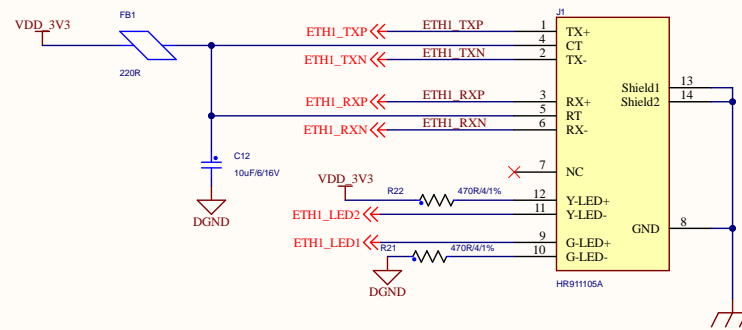 FB1
J1
VDD_3V3
220R
ETH1_TXP ETH1_TXP 1 TX+
4 CT
ETH1_TXN ETH1_TXN 2 TX-
Shield1 13
ETH1_RXP ETH1_RXP 3 RX+ Shield2 14
5 RT
ETH1_RXN ETH1_RXN 6 RX-
C12
10uF/6/16V
DGND
7 NC
VDD_3V3
R22 470R/4/1% 12 Y-LED+
ETH1_LED2 11 Y-LED-
GND 8
ETH1_LED1 9 G-LED+
R21 470R/4/1% 10 G-LED-
DGND
HR911105A